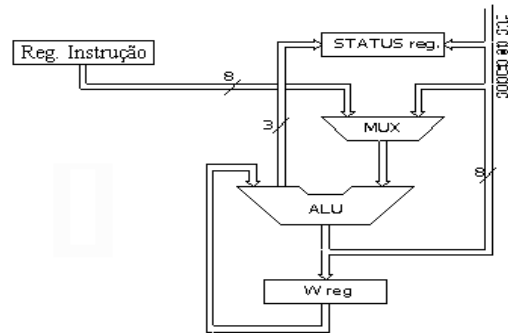 STATUS reg.
Reg. Instrução
8
MUX
3
8
ALU
W reg